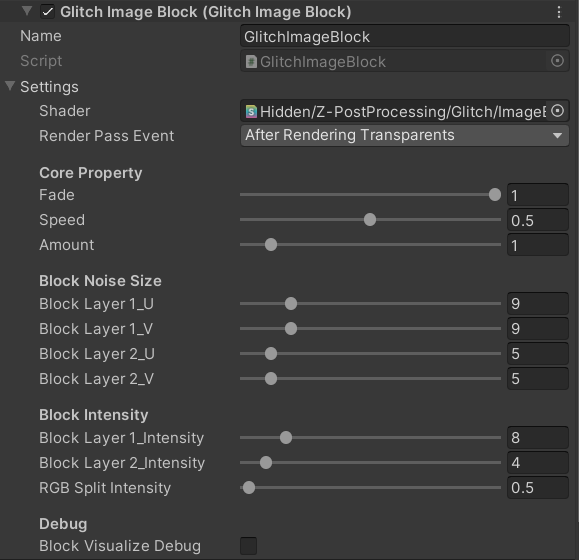 Glitch Image Block (Glitch Image Block)
Name GlitchImageBlock
Script GlitchImageBlock
Settings
Shader Hidden/Z-PostProcessing/Glitch/ImageB
Render Pass Event After Rendering Transparents
Core Property
Fade 1
Speed 0.5
Amount 1
Block Noise Size
Block Layer 1_U 9
Block Layer 1_V 9
Block Layer 2_U 5
Block Layer 2_V 5
Block Intensity
Block Layer 1_Intensity 8
Block Layer 2_Intensity 4
RGB Split Intensity 0.5
Debug
Block Visualize Debug